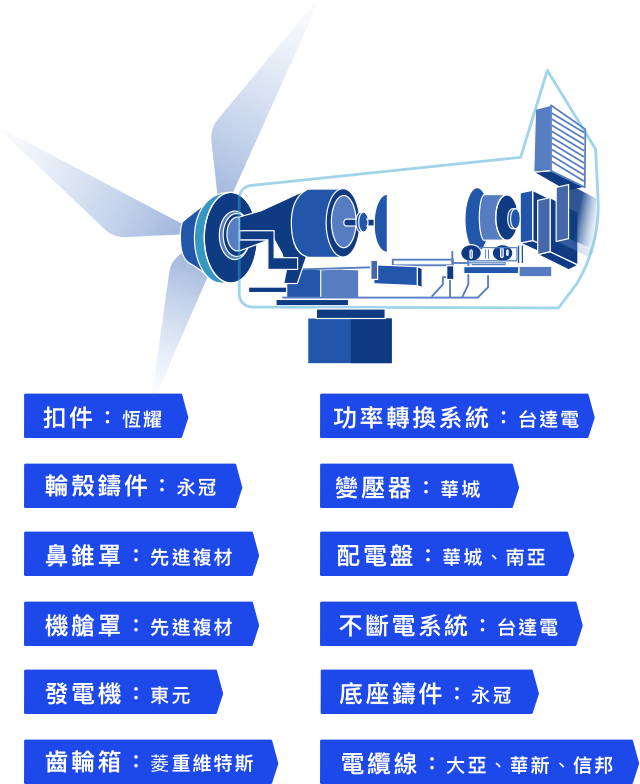 扣件：恆耀
功率轉換系統：台達電
輪殼鑄件：永冠
變壓器：華城
鼻錐罩：先進複材
配電盤：華城、南亞
機艙罩：先進複材
不斷電系統：台達電
發電機：東元
底座鑄件：永冠
齒輪箱：菱重維特斯
電纜線：大亞、華新、信邦